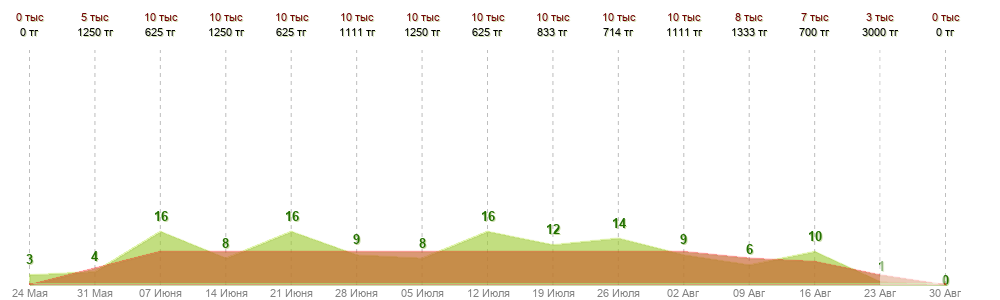 0 тыс 5 тыс 10 тыс 10 тыс 10 тыс 10 тыс 10 тыс 10 тыс 10 тыс 10 тыс 10 тыс 8 тыс 7 тыс 3 тыс 0 тыс
0 тг 1250 тг 625 тг 1250 тг 625 тг 1111 тг 1250 тг 625 тг 833 тг 714 тг 1111 тг 1333 тг 700 тг 3000 тг 0 тг
3 4 16 8 16 9 8 16 12 14 9 6 10 1 0
24 Мая 31 Мая 07 Июня 14 Июня 21 Июня 28 Июня 05 Июля 12 Июля 19 Июля 26 Июля 02 Авг 09 Авг 16 Авг 23 Авг 30 Авг